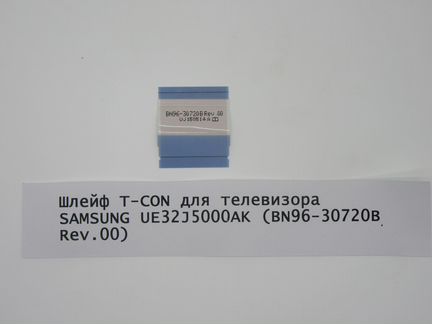 BN96-30720B Rev.00
Шлейф T-CON для телевизора
SAMSUNG UE32J5000AK (BN96-30720B
Rev.00)